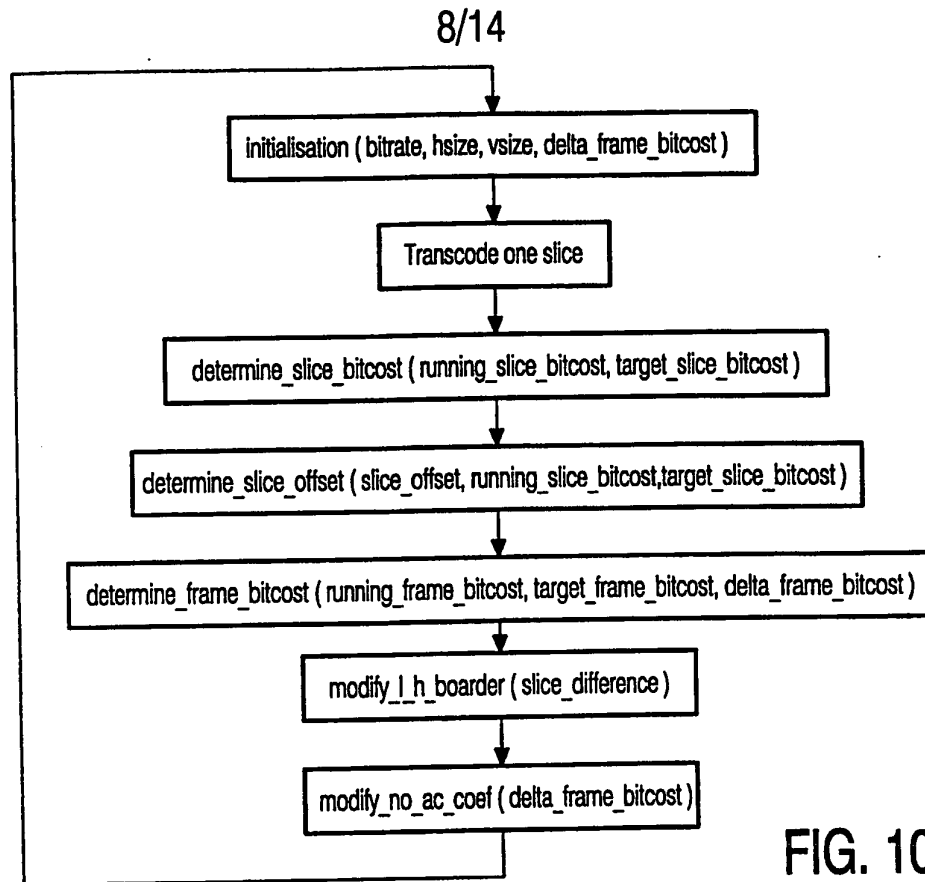 8/14
initialisation ( bitrate, hsize, vsize, delta_frame_bitcost )
Transcode one slice
determine_slice_bitcost ( running_slice_bitcost, target_slice_bitcost )
determine_slice_offset ( slice_offset, running_slice_bitcost,target_slice_bitcost )
determine_frame_bitcost ( running_frame_bitcost, target_frame_bitcost, delta_frame_bitcost )
modify_l_h_boarder ( slice_difference )
modify_no_ac_coef ( delta_frame_bitcost )
FIG. 10